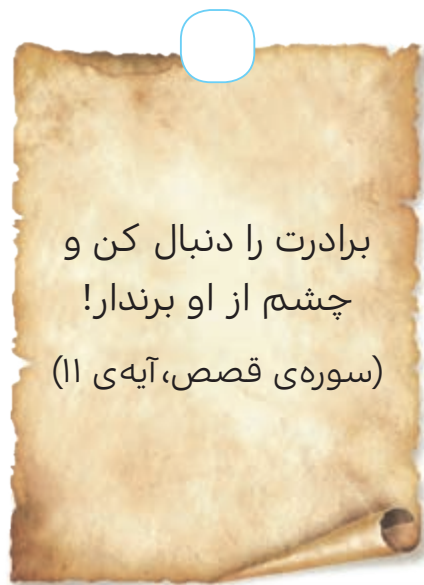 برادرت را دنبال کن و
چشم از او برندار!
(سوره‌ی قصص، آیه‌ی ۱۱)